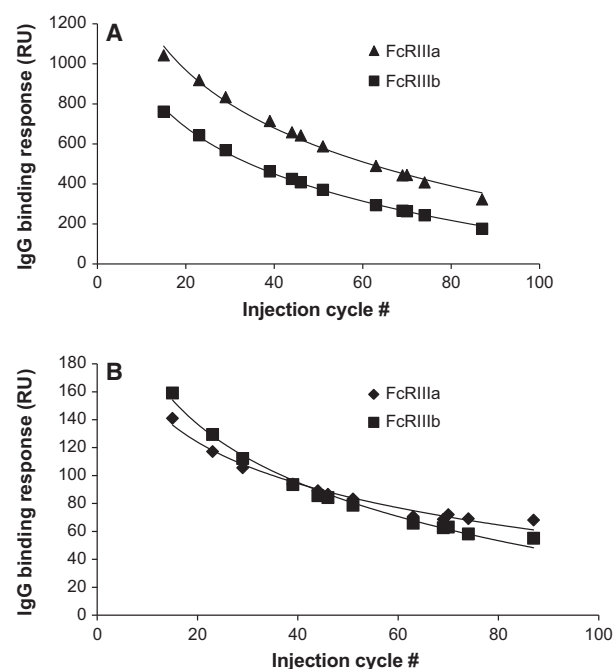 A
IgG binding response (RU)
1200
1000
800
600
400
200
0
FcRIIIa
FcRIIIb
0 20 40 60 80 100
Injection cycle #
B
IgG binding response (RU)
180
160
140
120
100
80
60
40
20
0
FcRIIIa
FcRIIIb
0 20 40 60 80 100
Injection cycle #